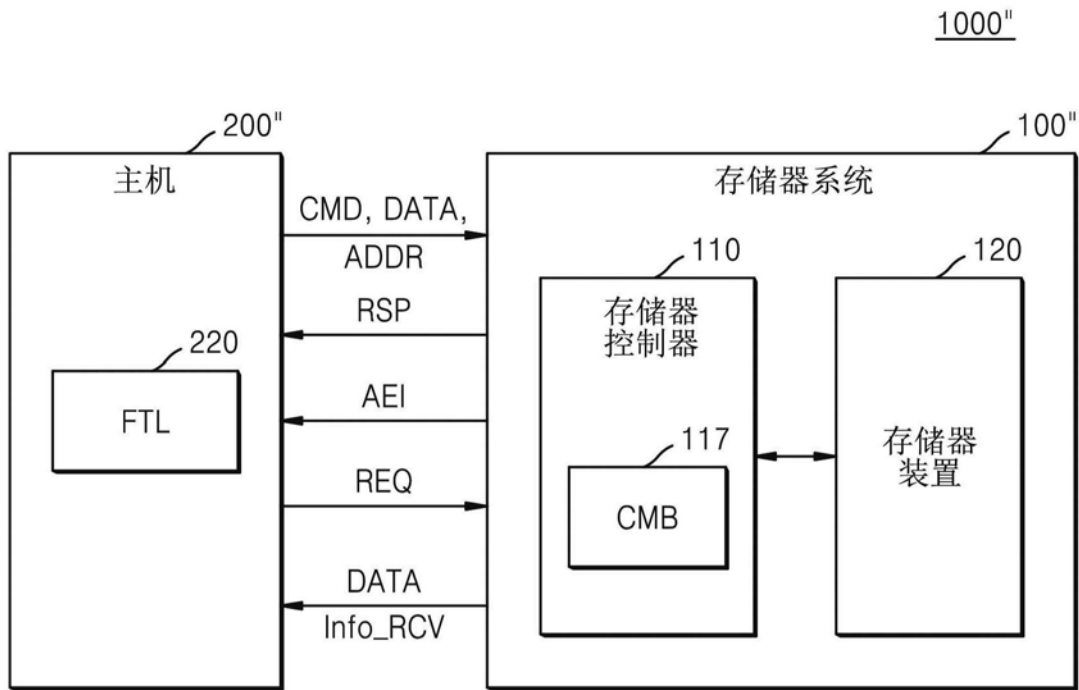 1000"
200"
主机
CMD, DATA,
ADDR
RSP
220
FTL
AEI
REQ
DATA
Info_RCV
100"
存储器系统
110
存储器
控制器
117
CMB
120
存储器
装置